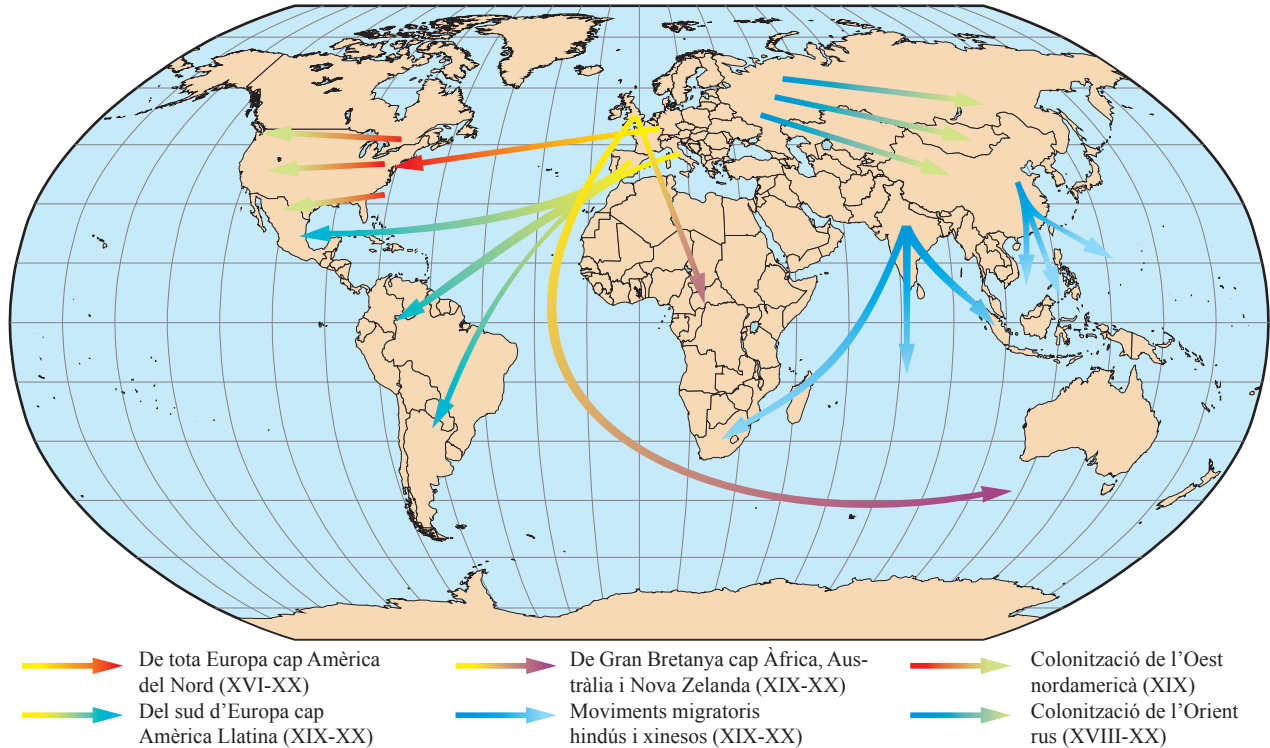 De tota Europa cap Amèrica
del Nord (XVI-XX)
Del sud d'Europa cap
Amèrica Llatina (XIX-XX)
De Gran Bretanya cap Àfrica, Aus-
tràlia i Nova Zelanda (XIX-XX)
Moviments migratoris
hindús i xinesos (XIX-XX)
Colonització de l'Oest
nordamericà (XIX)
Colonització de l'Orient
rus (XVIII-XX)